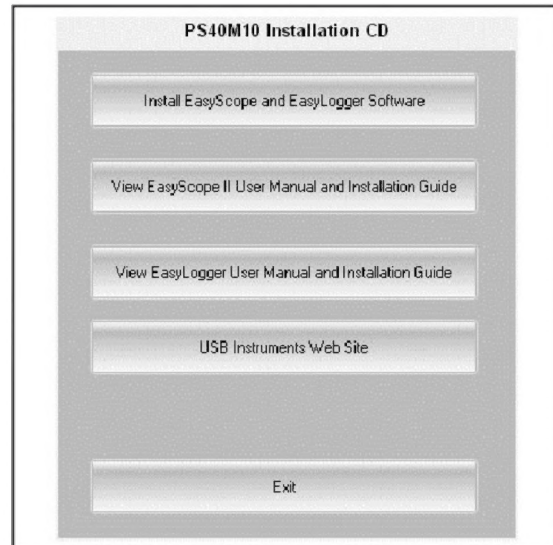 PS40M10 Installation CD
Install EasyScope and EasyLogger Software
View EasyScope II User Manual and Installation Guide
View EasyLogger User Manual and Installation Guide
USB Instruments Web Site
Exit